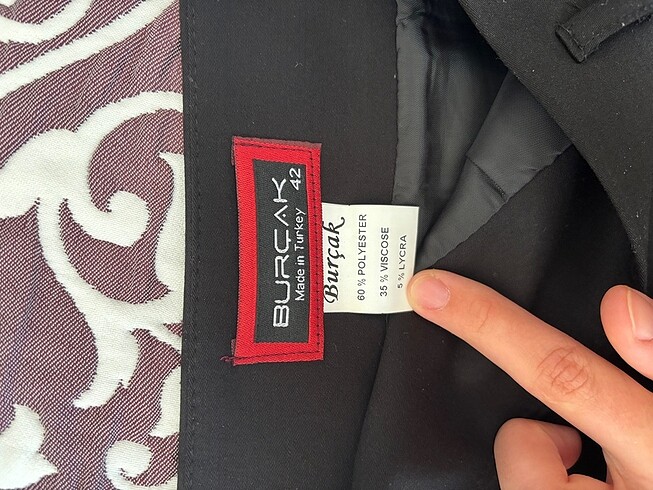 BURÇAK
Made in Turkey 42
Burçak
60 % POLYESTER
35 % VISCOSE
5 % LYCRA